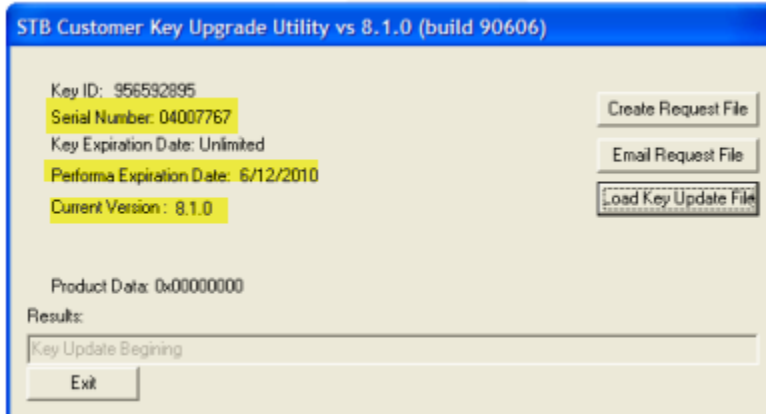 STB Customer Key Upgrade Utility vs 8.1.0 (build 90606)
Key ID: 956592895
Serial Number: 04007767
Key Expiration Date: Unlimited
Performa Expiration Date: 6/12/2010
Current Version : 8.1.0
Create Request File
Email Request File
Load Key Update File
Product Data: 0x00000000
Results:
Key Update Begining
Exit